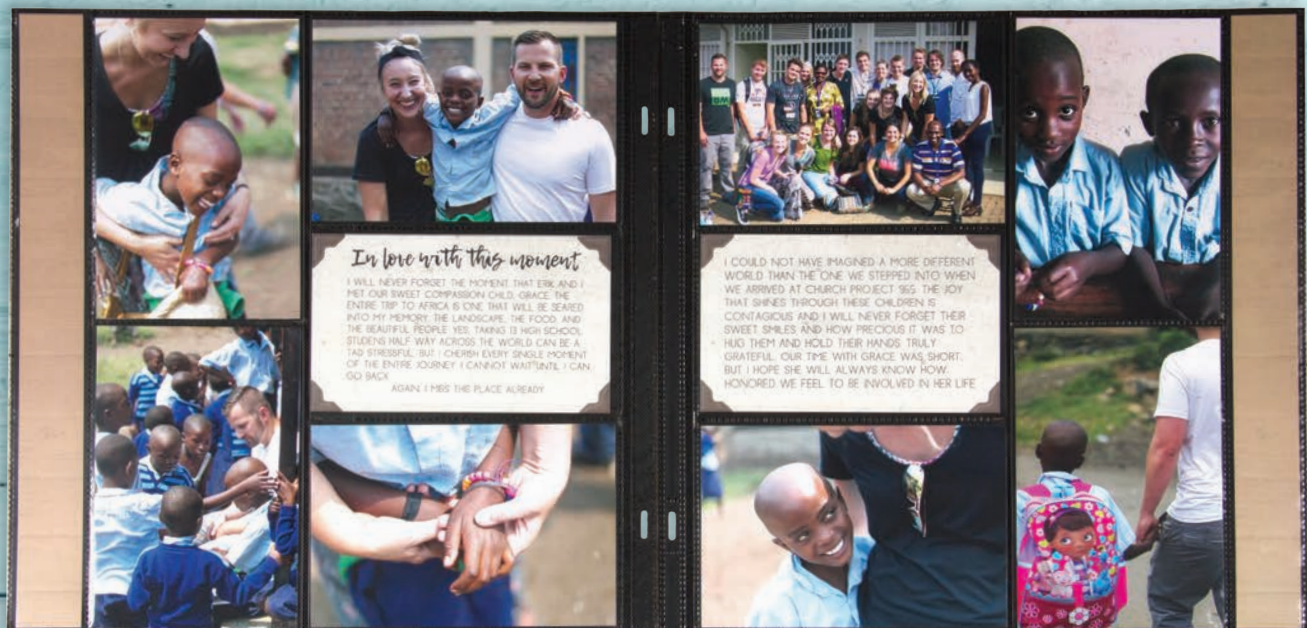 In love with this moment
I WILL NEVER FORGET THE MOMENT THAT ERIK AND I
MET OUR SWEET COMPASSION CHILD, GRACE. THE
ENTIRE TRIP TO AFRICA IS ONE THAT WILL BE SEARED
INTO MY MEMORY. THE LANDSCAPE, THE FOOD, AND
THE BEAUTIFUL PEOPLE. YES, TAKING 13 HIGH SCHOOL
STUDENS HALF WAY ACROSS THE WORLD CAN BE A
TAD STRESSFUL, BUT I CHERISH EVERY SINGLE MOMENT
OF THE ENTIRE JOURNEY. I CANNOT WAIT UNTIL I CAN
GO BACK
AGAIN. I MISS THIS PLACE ALREADY
I COULD NOT HAVE IMAGINED A MORE DIFFERENT
WORLD THAN THE ONE WE STEPPED INTO WHEN
WE ARRIVED AT CHURCH PROJECT 965. THE JOY
THAT SHINES THROUGH THESE CHILDREN IS
CONTAGIOUS AND I WILL NEVER FORGET THEIR
SWEET SMILES AND HOW PRECIOUS IT WAS TO
HUG THEM AND HOLD THEIR HANDS TRULY
GRATEFUL. OUR TIME WITH GRACE WAS SHORT,
BUT I HOPE SHE WILL ALWAYS KNOW HOW
HONORED WE FEEL TO BE INVOLVED IN HER LIFE